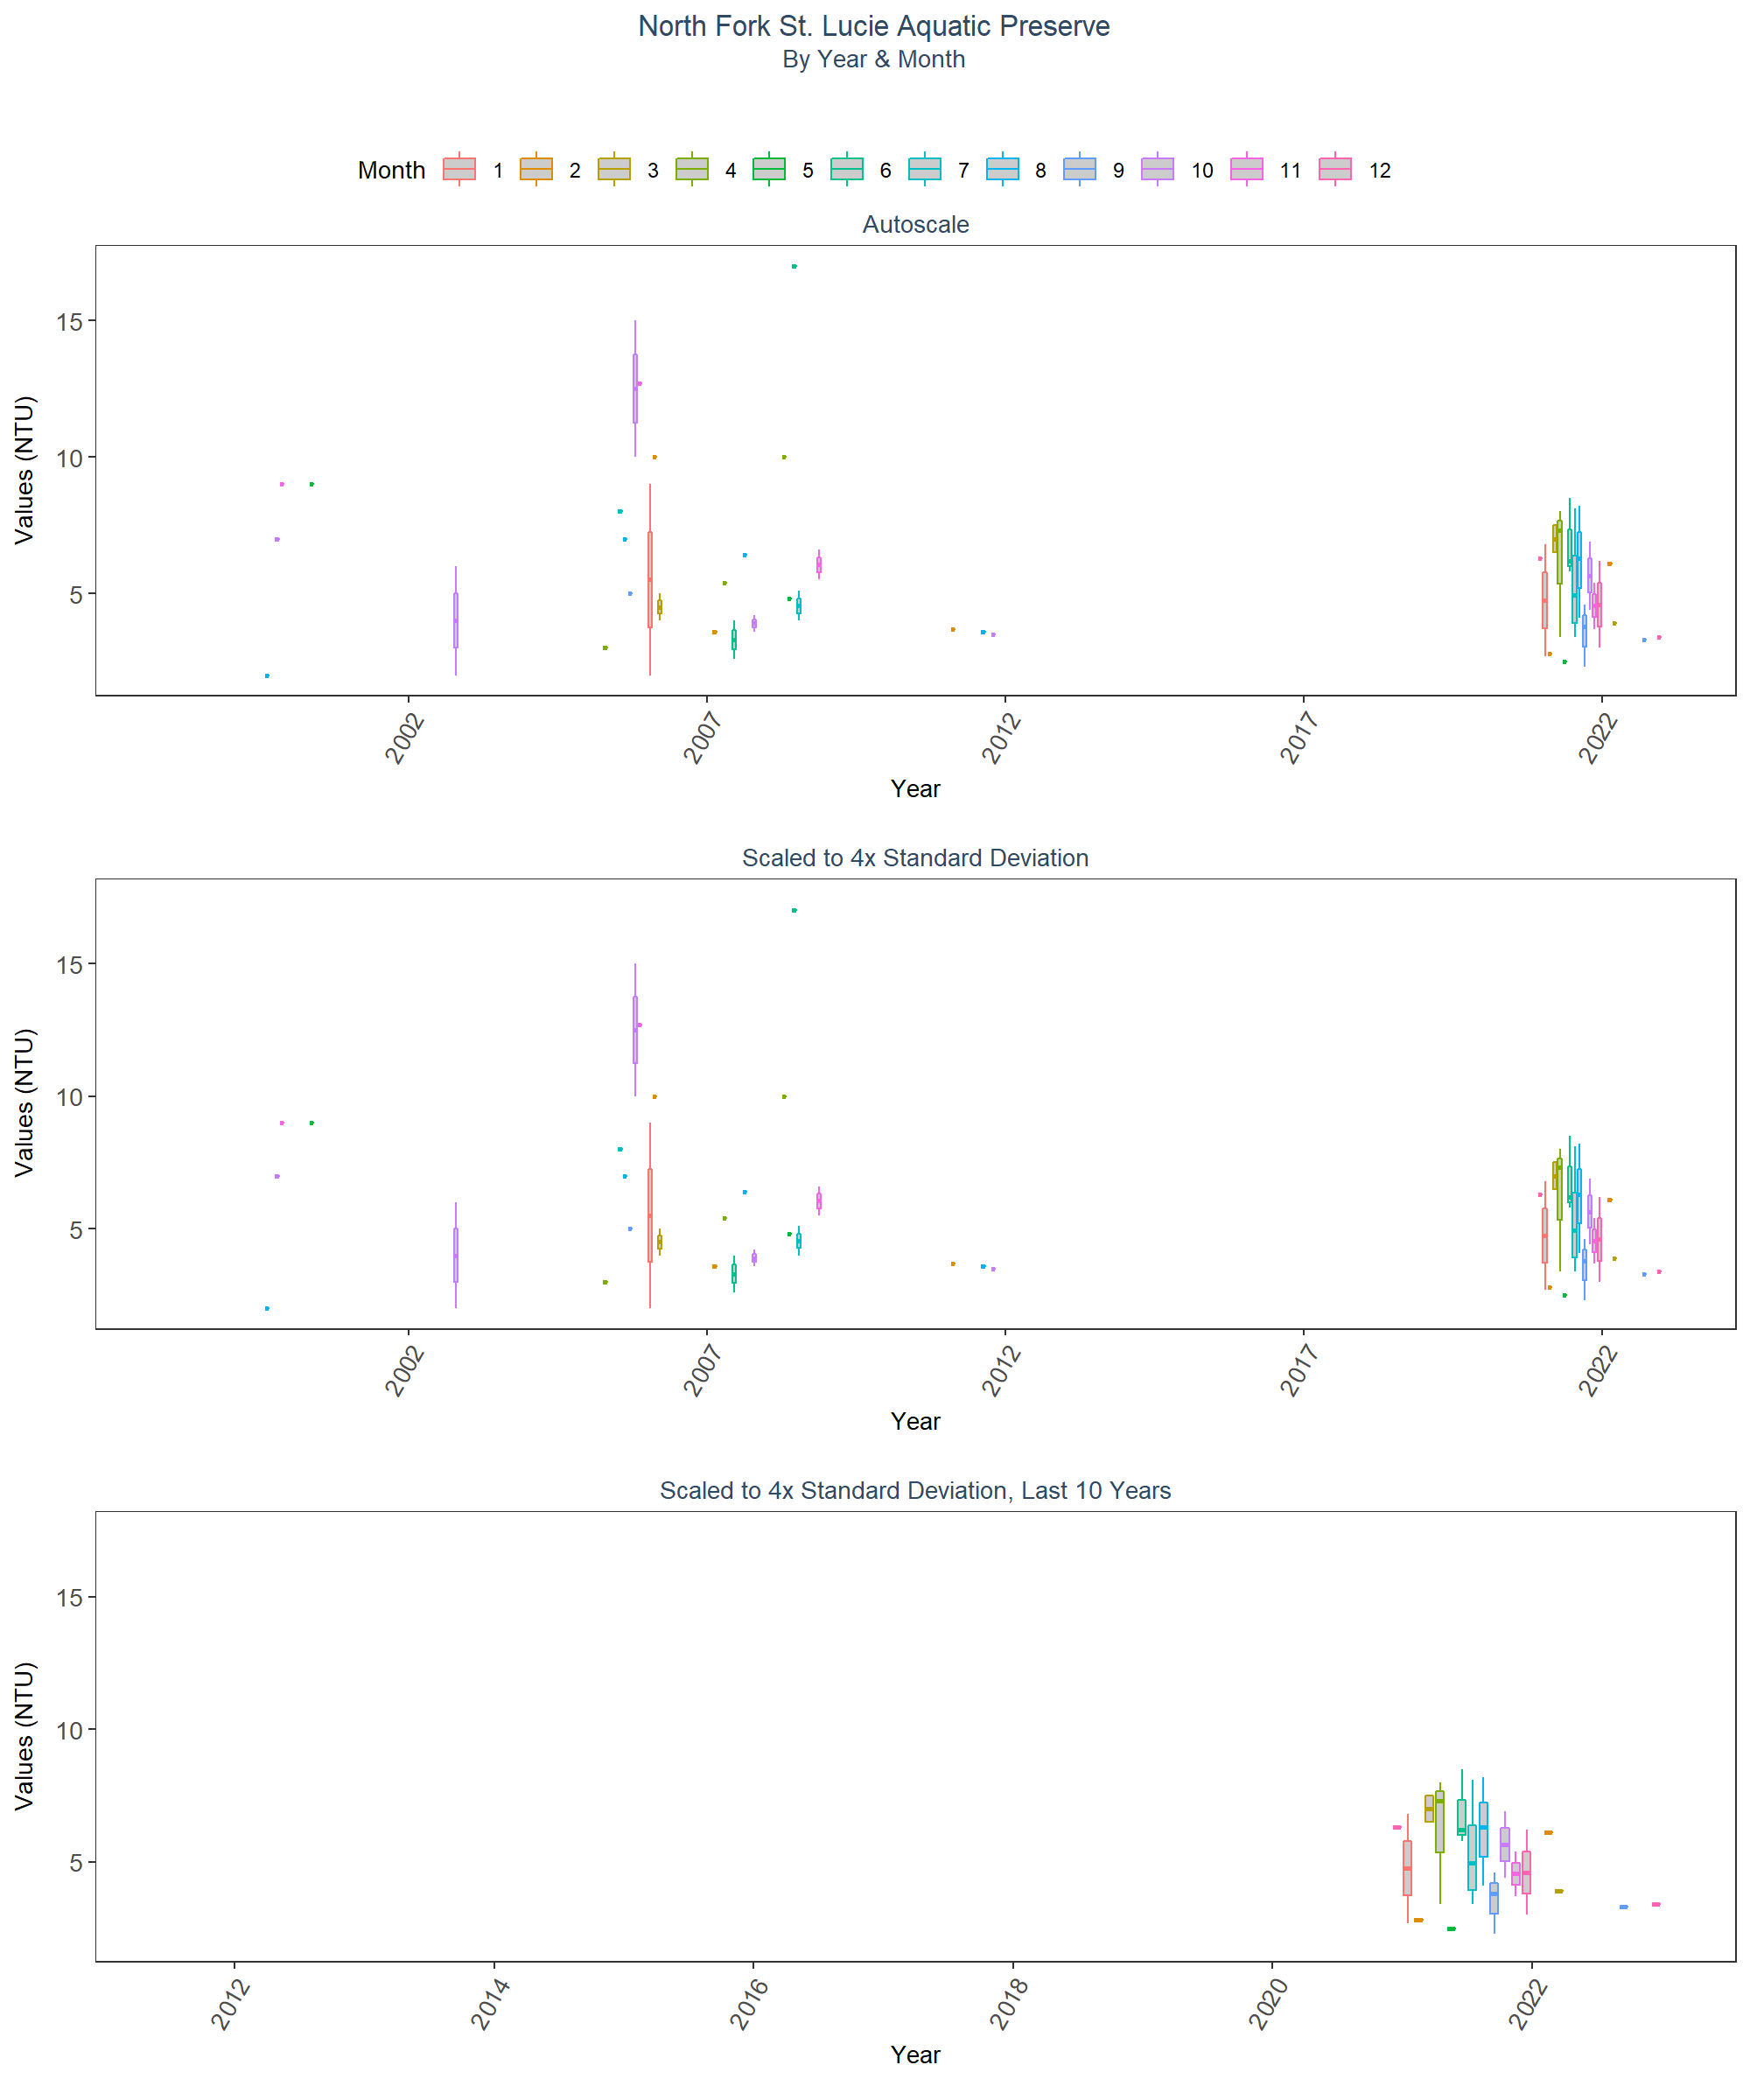 North Fork St. Lucie Aquatic Preserve
By Year & Month
Month 1 2 3 4 5 6 7 8 9 10 11 12
Autoscale
Values (NTU)
15
10
5
2002 2007 2012 2017 2022
Year
Scaled to 4x Standard Deviation
Values (NTU)
15
10
5
2002 2007 2012 2017 2022
Year
Scaled to 4x Standard Deviation, Last 10 Years
Values (NTU)
15
10
5
2012 2014 2016 2018 2020 2022
Year